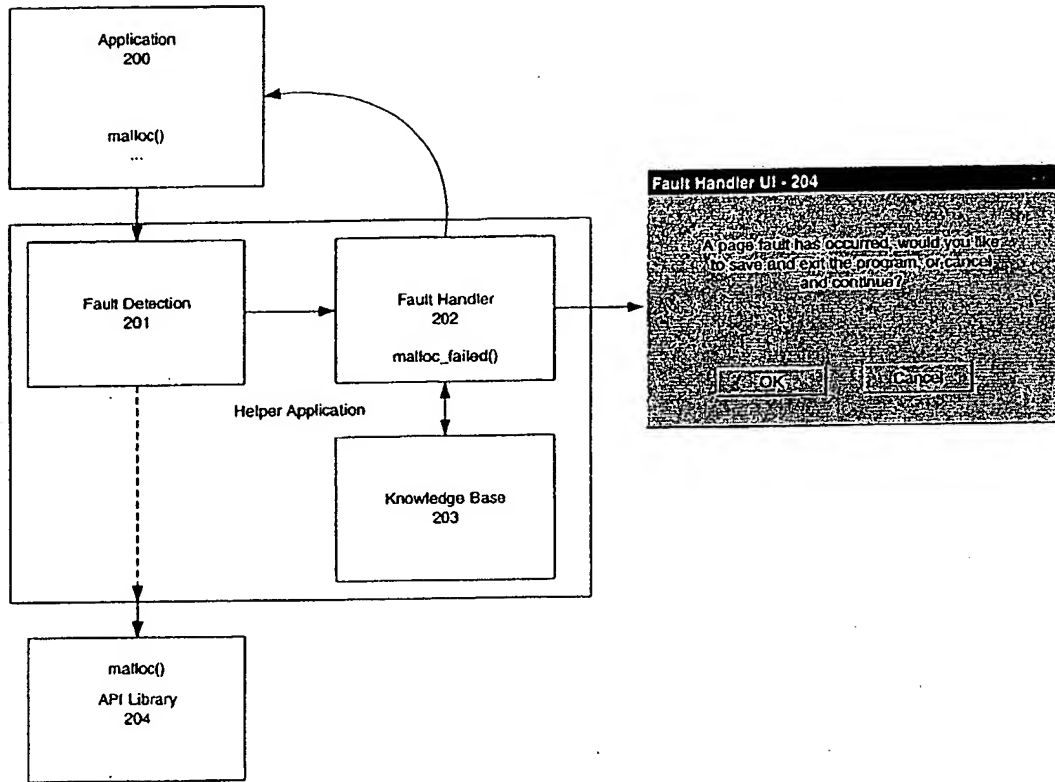 Application
200
malloc()
...
Fault Detection
201
Fault Handler
202
malloc_failed()
Helper Application
Knowledge Base
203
malloc()
API Library
204
Fault Handler UI - 204
A page fault has occurred, would you like
to save and exit the program, or cancel
and continue?
OK
Cancel